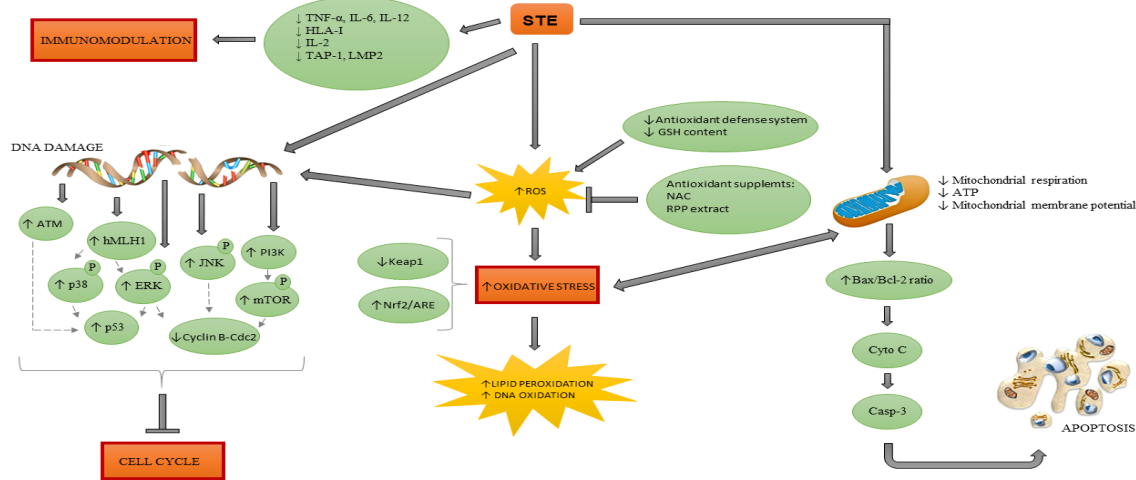 STE
↓ TNF-α, IL-6, IL-12
↓ HLA-I
↓ IL-2
↓ TAP-1, LMP2
IMMUNOMODULATION
DNA DAMAGE
↑ ATM
↑ hMLH1
P
↑ p38
P
↑ ERK
↑ p53
P
↑ JNK
↑ PI3K
P
↑ mTOR
↓Cyclin B-Cdc2
CELL CYCLE
↓Antioxidant defense system
↓ GSH content
↑ ROS
Antioxidant supplemts:
NAC
RPP extract
↓Keap1
↑Nrf2/ARE
↑OXIDATIVE STRESS
↑LIPID PEROXIDATION
↑ DNA OXIDATION
↓ Mitochondrial respiration
↓ ATP
↓ Mitochondrial membrane potential
↑Bax/Bcl-2 ratio
Cyto C
Casp-3
APOPTOSIS